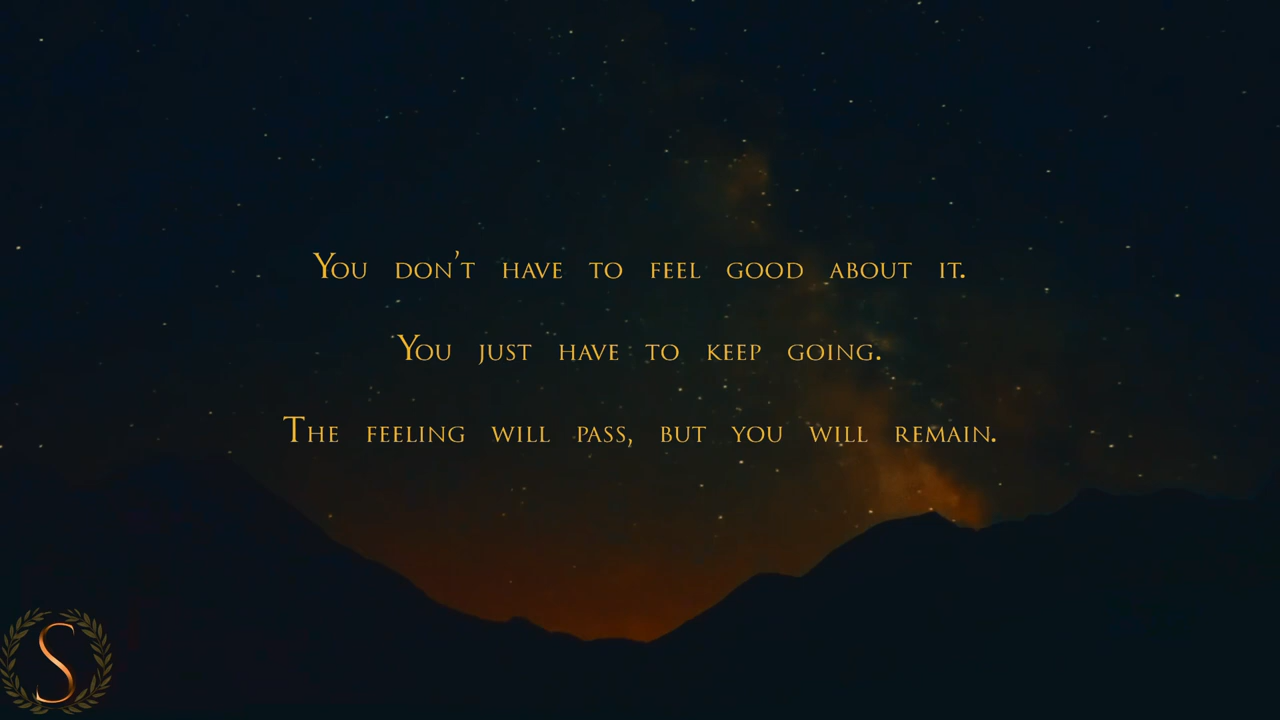 You don't have to feel good about it.
You just have to keep going.
The feeling will pass, but you will remain.
S